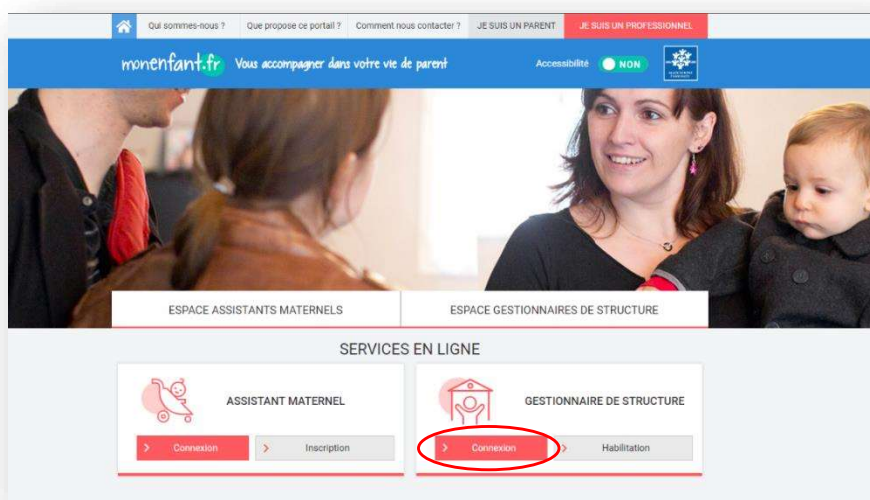 Qui sommes-nous ? Que propose ce portail ? Comment nous contacter ? JE SUIS UN PARENT JE SUIS UN PROFESSIONNEL
monenfant.fr Vous accompagner dans votre vie de parent Accessibilité NON
ESPACE ASSISTANTS MATERNELS ESPACE GESTIONNAIRES DE STRUCTURE
SERVICES EN LIGNE
ASSISTANT MATERNEL GESTIONNAIRE DE STRUCTURE
Connexion Inscription Connexion Habilitation